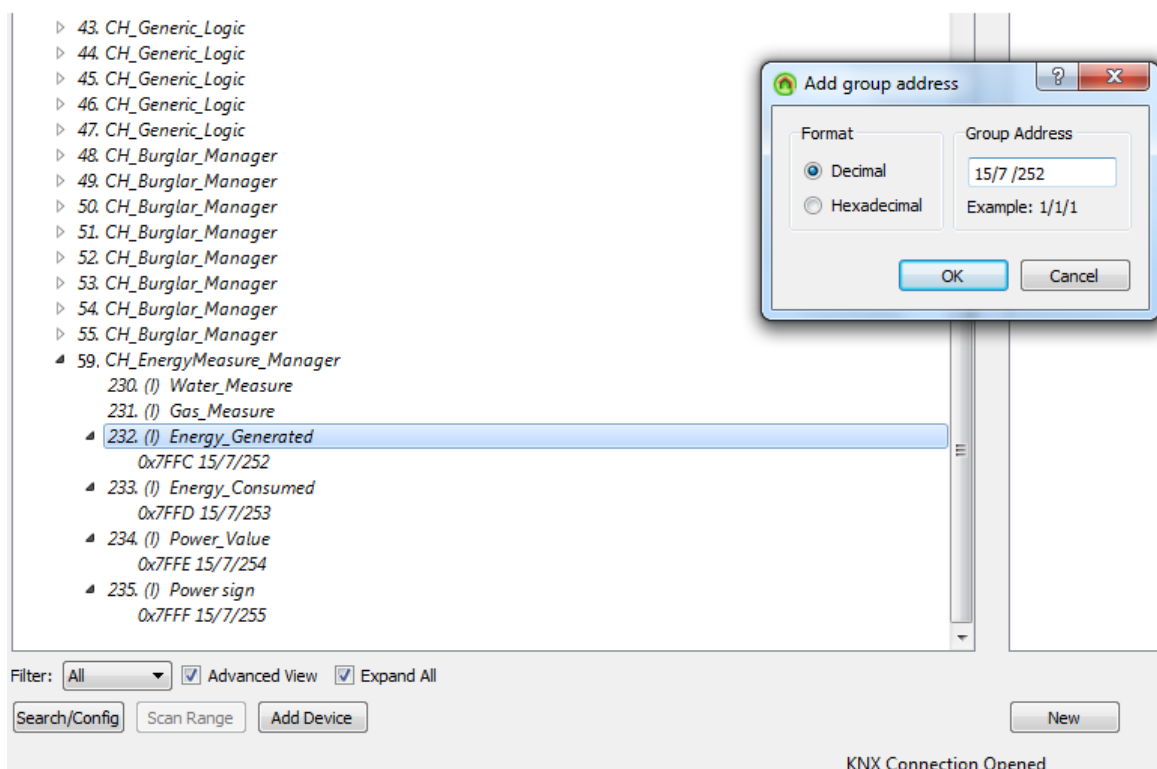 43. CH_Generic_Logic
44. CH_Generic_Logic
45. CH_Generic_Logic
46. CH_Generic_Logic
47. CH_Generic_Logic
48. CH_Burglar_Manager
49. CH_Burglar_Manager
50. CH_Burglar_Manager
51. CH_Burglar_Manager
52. CH_Burglar_Manager
53. CH_Burglar_Manager
54. CH_Burglar_Manager
55. CH_Burglar_Manager
59. CH_EnergyMeasure_Manager
230. (I) Water_Measure
231. (I) Gas_Measure
232. (I) Energy_Generated
0x7FFC 15/7/252
233. (I) Energy_Consumed
0x7FFD 15/7/253
234. (I) Power_Value
0x7FFE 15/7/254
235. (I) Power sign
0x7FFF 15/7/255
Add group address
Format
Decimal
Hexadecimal
Group Address
15/7 /252
Example: 1/1/1
OK Cancel
Filter: All Advanced View Expand All
Search/Config Scan Range Add Device New
KNX Connection Opened